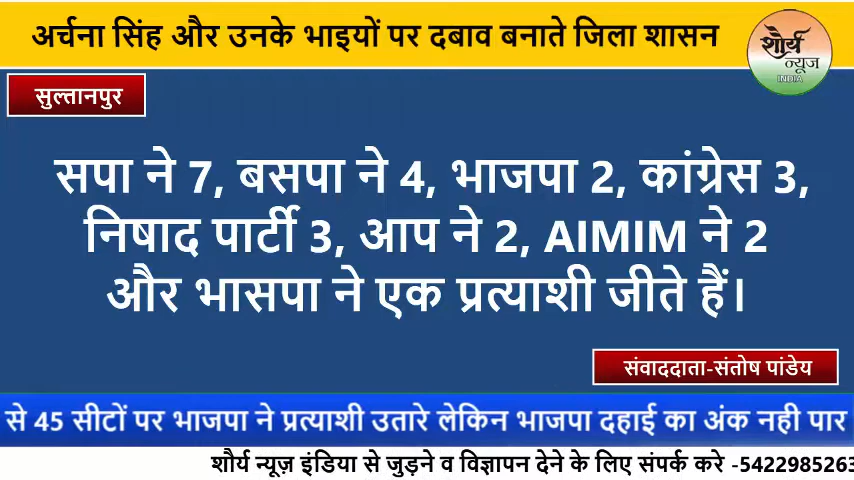 अर्चना सिंह और उनके भाइयों पर दबाव बनाते जिला शासन
शौर्य
न्यूज
INDIA
सुल्तानपुर
सपा ने 7, बसपा ने 4, भाजपा 2, कांग्रेस 3,
निषाद पार्टी 3, आप ने 2, AIMIM ने 2
और भासपा ने एक प्रत्याशी जीते हैं।
संवाददाता-संतोष पांडेय
से 45 सीटों पर भाजपा ने प्रत्याशी उतारे लेकिन भाजपा दहाई का अंक नही पार
शौर्य न्यूज़ इंडिया से जुड़ने व विज्ञापन देने के लिए संपर्क करे -5422985263